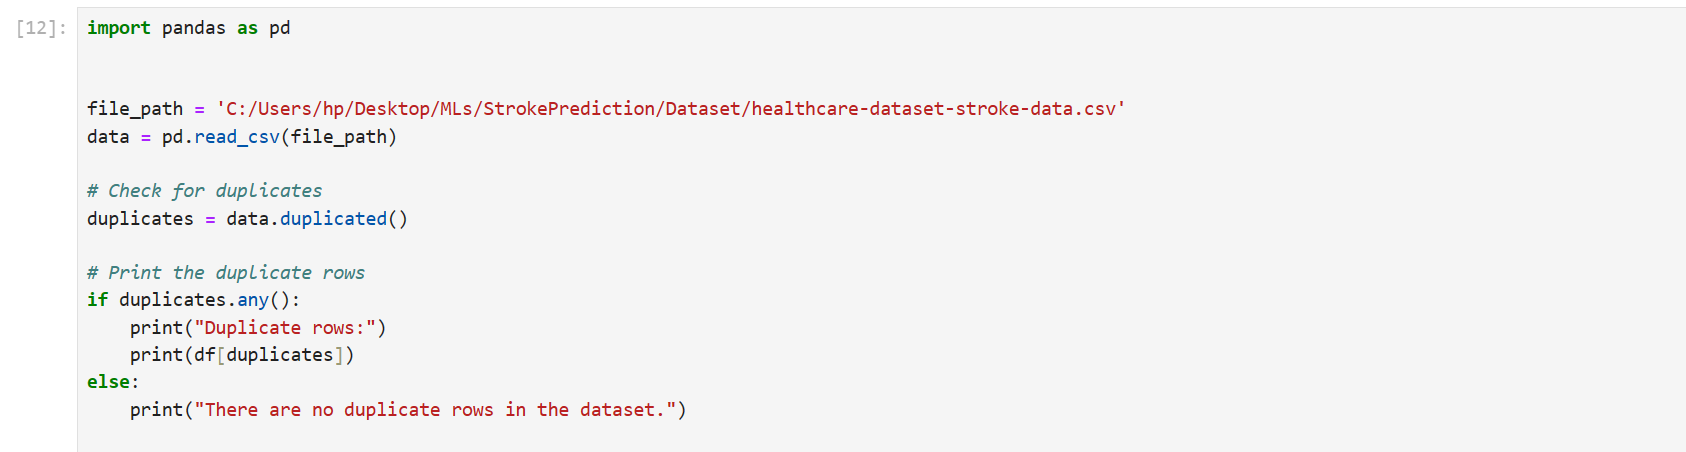 [12]:
import pandas as pd
file_path = 'C:/Users/hp/Desktop/MLs/StrokePrediction/Dataset/healthcare-dataset-stroke-data.csv'
data = pd.read_csv(file_path)
# Check for duplicates
duplicates = data.duplicated()
# Print the duplicate rows
if duplicates.any():
    print("Duplicate rows:")
    print(df[duplicates])
else:
    print("There are no duplicate rows in the dataset.")